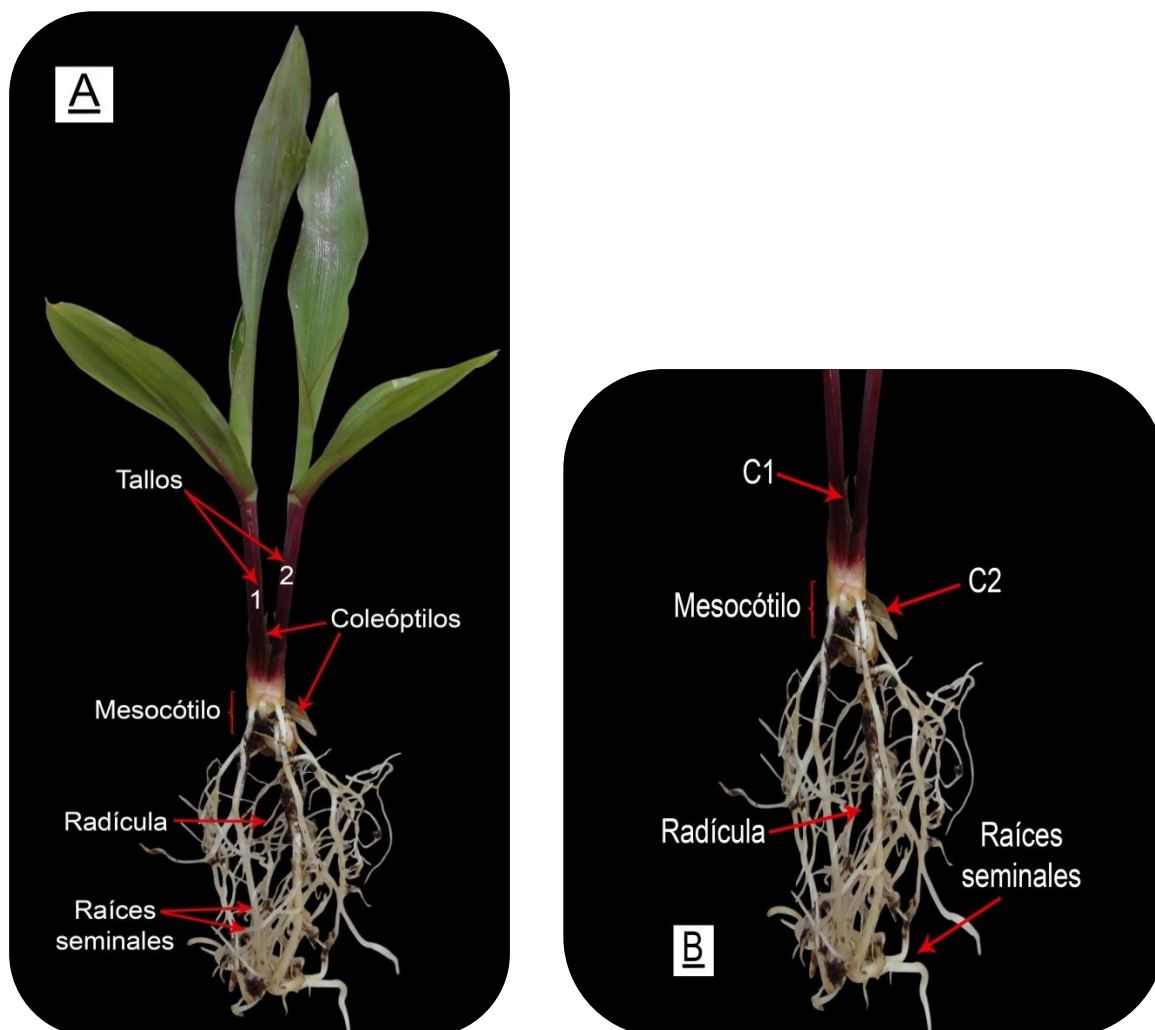 A
Tallos
1
2
Coleóptilos
Mesocótilo
Radícula
Raíces
seminales
C1
C2
Mesocótilo
Radícula
Raíces
seminales
B